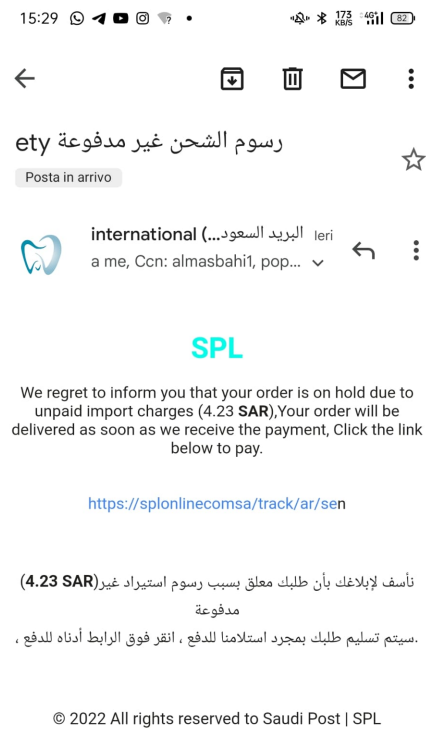 15:29 173 KB/S 4G+ 82
رسوم الشحن غير مدفوعة ety
Posta in arrivo
international (...البريد السعود Ieri
a me, Ccn: almasbahi1, pop...
SPL
We regret to inform you that your order is on hold due to
unpaid import charges (4.23 SAR),Your order will be
delivered as soon as we receive the payment, Click the link
below to pay.
https://splonlinecomsa/track/ar/sen
نأسف لإبلاغك بأن طلبك معلق بسبب رسوم استيراد غير(4.23 SAR)
مدفوعة
.سيتم تسليم طلبك بمجرد استلامنا للدفع ، انقر فوق الرابط أدناه للدفع ،
© 2022 All rights reserved to Saudi Post | SPL